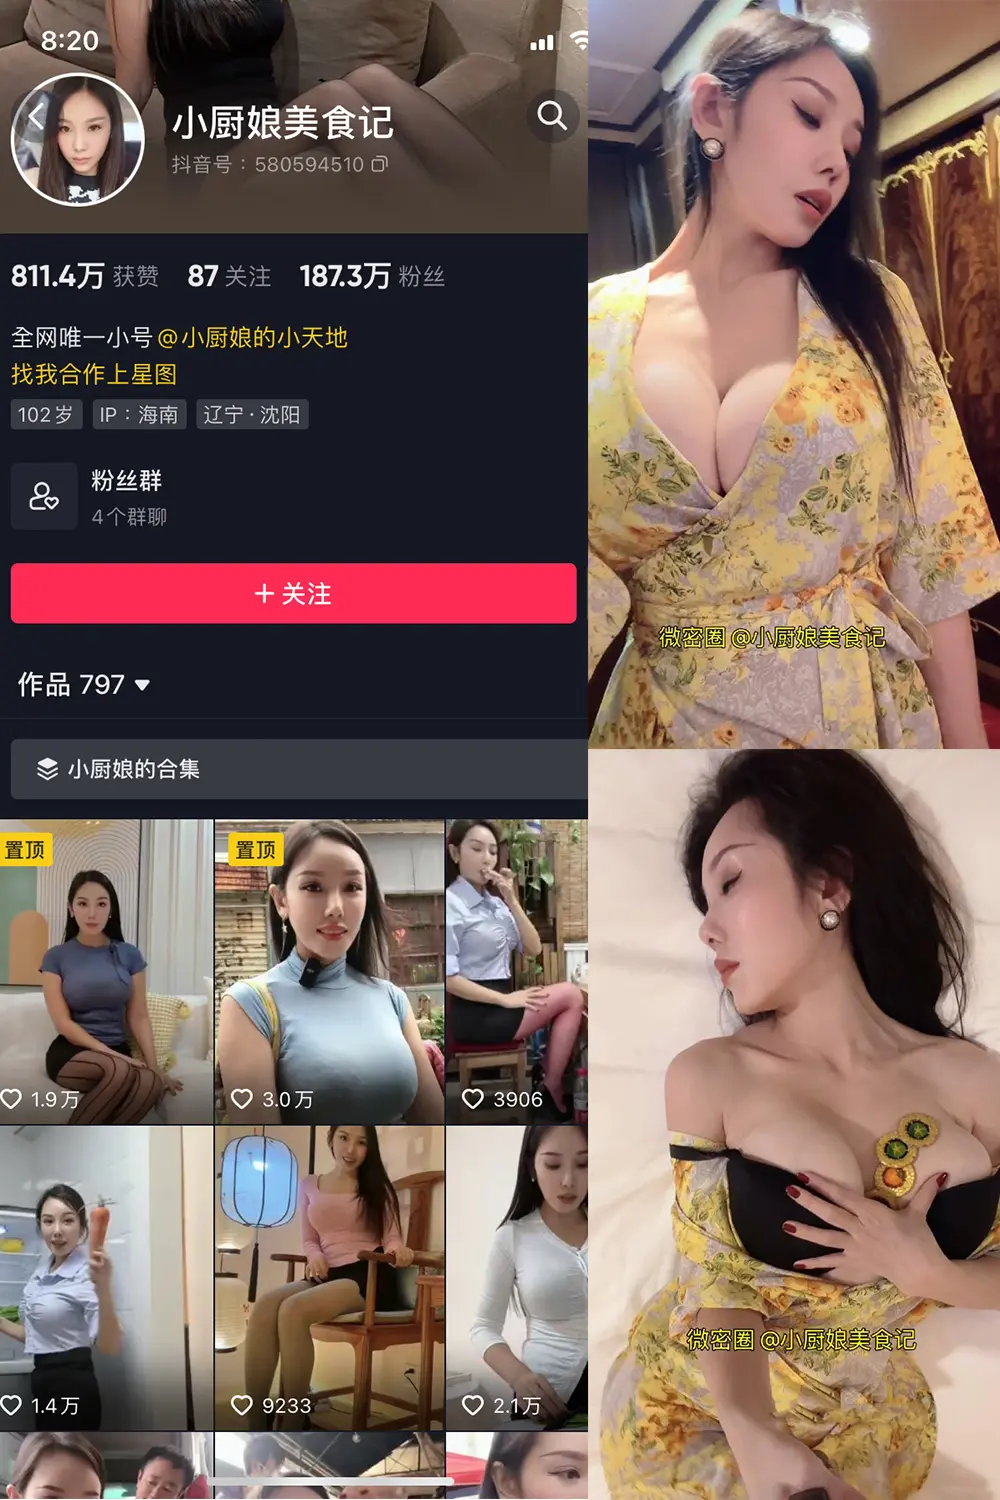 8:20
小厨娘美食记
抖音号：580594510
811.4万 获赞 87 关注 187.3万 粉丝
全网唯一小号@小厨娘的小天地
找我合作上星图
102岁 IP：海南 辽宁·沈阳
粉丝群
4个群聊
+ 关注
作品 797
小厨娘的合集
置顶 置顶
1.9万 3.0万 3906
1.4万 9233 2.1万
微密圈 @小厨娘美食记
微密圈 @小厨娘美食记